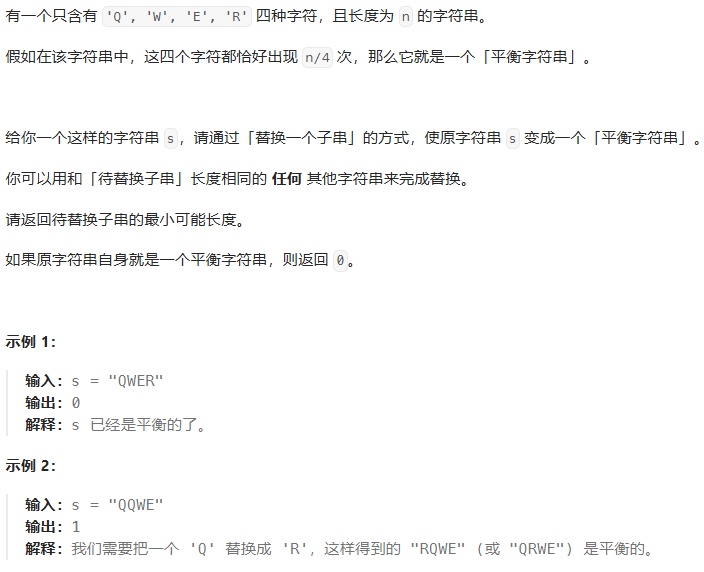 有一个只含有 'Q', 'W', 'E', 'R' 四种字符，且长度为 n 的字符串。
假如在该字符串中，这四个字符都恰好出现 n/4 次，那么它就是一个「平衡字符串」。
给你一个这样的字符串 s，请通过「替换一个子串」的方式，使原字符串 s 变成一个「平衡字符串」。
你可以用和「待替换子串」长度相同的 任何 其他字符串来完成替换。
请返回待替换子串的最小可能长度。
如果原字符串自身就是一个平衡字符串，则返回 0。
示例 1：
输入：s = "QWER"
输出：0
解释：s 已经是平衡的了。
示例 2：
输入：s = "QQWE"
输出：1
解释：我们需要把一个 'Q' 替换成 'R'，这样得到的 "RQWE" (或 "QRWE") 是平衡的。